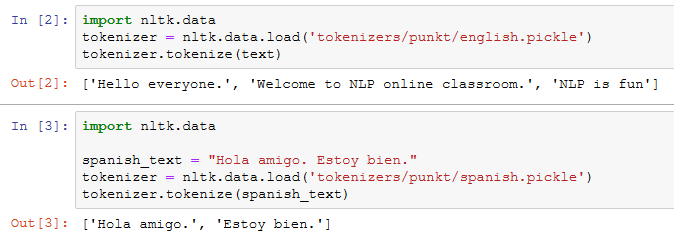 In [2]: import nltk.data
tokenizer = nltk.data.load('tokenizers/punkt/english.pickle')
tokenizer.tokenize(text)
Out[2]: ['Hello everyone.', 'Welcome to NLP online classroom.', 'NLP is fun']
In [3]: import nltk.data
spanish_text = "Hola amigo. Estoy bien."
tokenizer = nltk.data.load('tokenizers/punkt/spanish.pickle')
tokenizer.tokenize(spanish_text)
Out[3]: ['Hola amigo.', 'Estoy bien.']